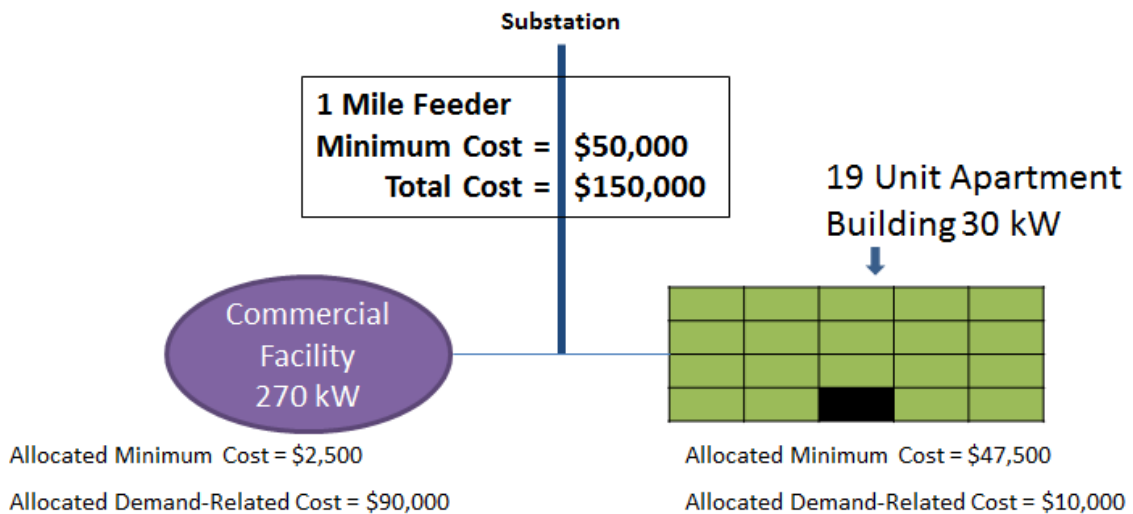 Substation
1 Mile Feeder
Minimum Cost = $50,000
Total Cost = $150,000
19 Unit Apartment
Building 30 kW
Commercial
Facility
270 kW
Allocated Minimum Cost = $2,500
Allocated Demand-Related Cost = $90,000
Allocated Minimum Cost = $47,500
Allocated Demand-Related Cost = $10,000